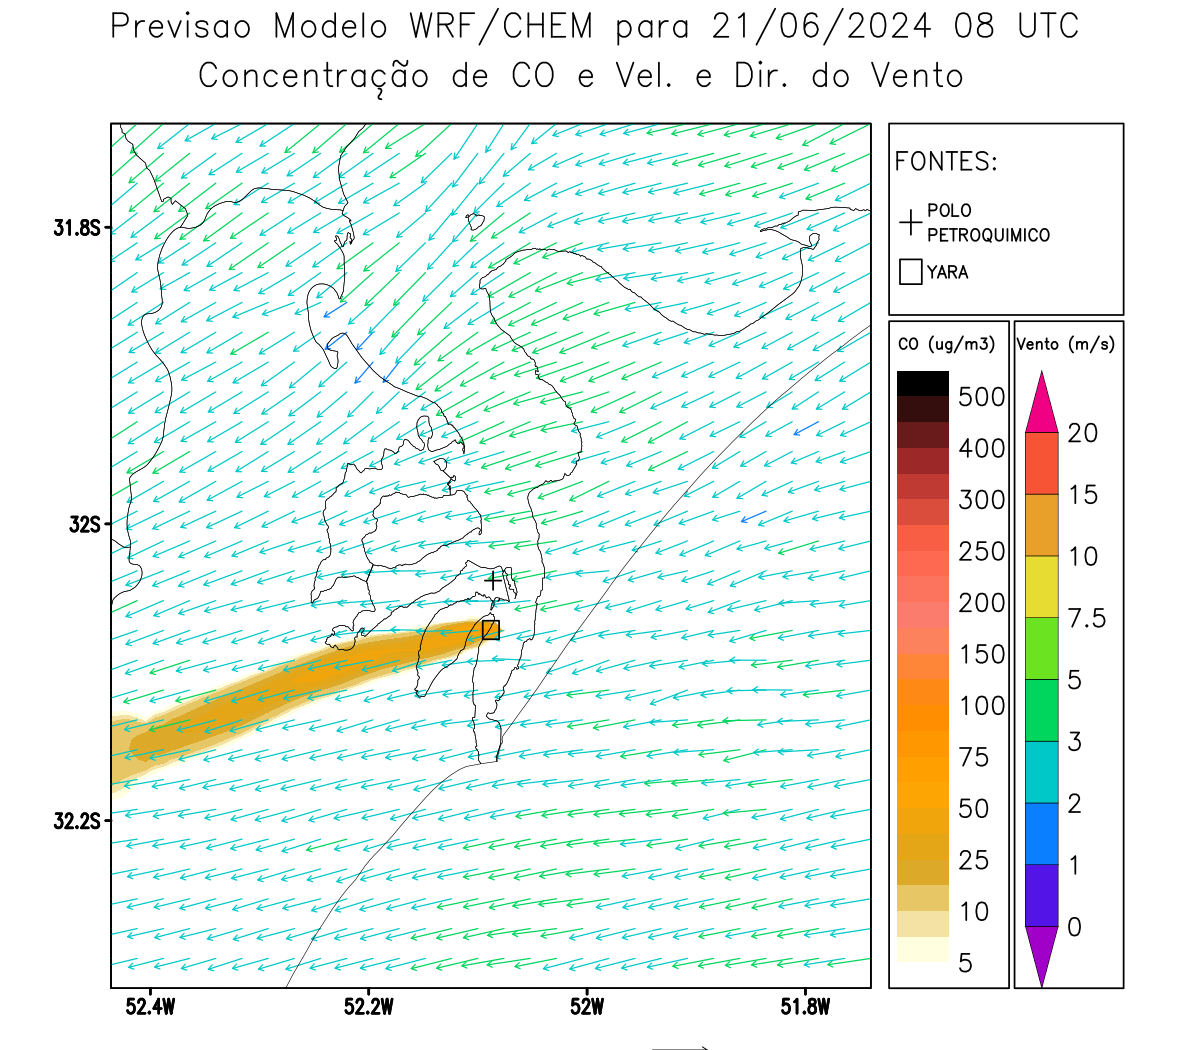 Previsao Modelo WRF/CHEM para 21/06/2024 08 UTC
Concentração de CO e Vel. e Dir. do Vento
FONTES:
POLO
PETROQUIMICO
YARA
CO (ug/m3)
500
400
300
250
200
150
100
75
50
25
10
5
Vento (m/s)
20
15
10
7.5
5
3
2
1
0
31.8S
32S
32.2S
52.4W
52.2W
52W
51.8W